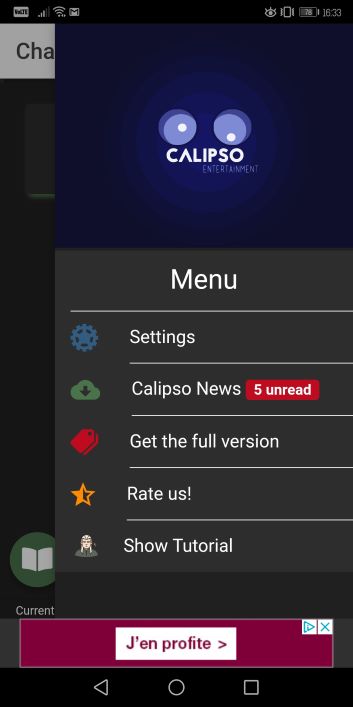 VoLTE
78
16:33
Cha
CALIPSO
ENTERTAINMENT
Menu
Settings
Calipso News 5 unread
Get the full version
Rate us!
Show Tutorial
Current
J'en profite >